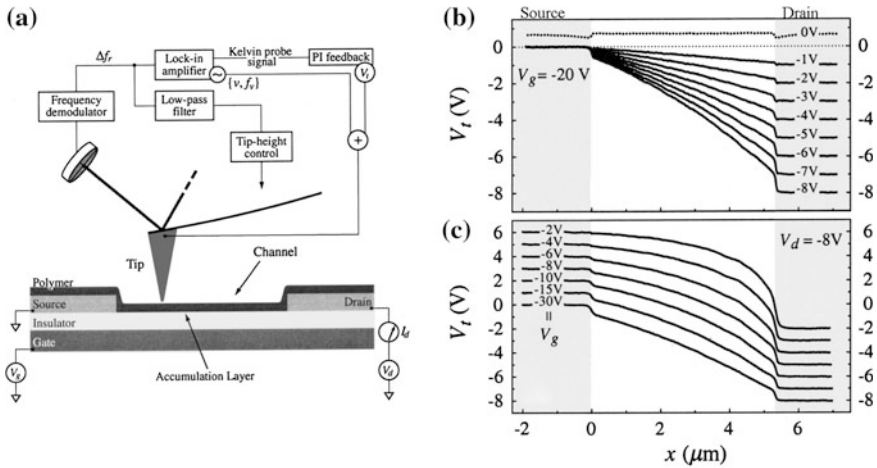 (a)
Δf_r
Lock-in amplifier
Kelvin probe signal
PI feedback
V_t
{v, f_v}
Frequency demodulator
Low-pass filter
+
Tip-height control
Tip
Channel
Polymer
Source
Drain
Insulator
Gate
Accumulation Layer
I_d
V_g
V_d
(b)
Source
Drain
0V
0
-2
-4
-6
-8
V_t (V)
V_g = -20 V
-1V
-2V
-3V
-4V
-5V
-6V
-7V
-8V
0
-2
-4
-6
-8
(c)
6
4
2
0
-2
-4
-6
-8
V_t (V)
-2V
-4V
-6V
-8V
-10V
-15V
-30V
=
V_g
V_d = -8V
6
4
2
0
-2
-4
-6
-8
-2 0 2 4 6
x (μm)